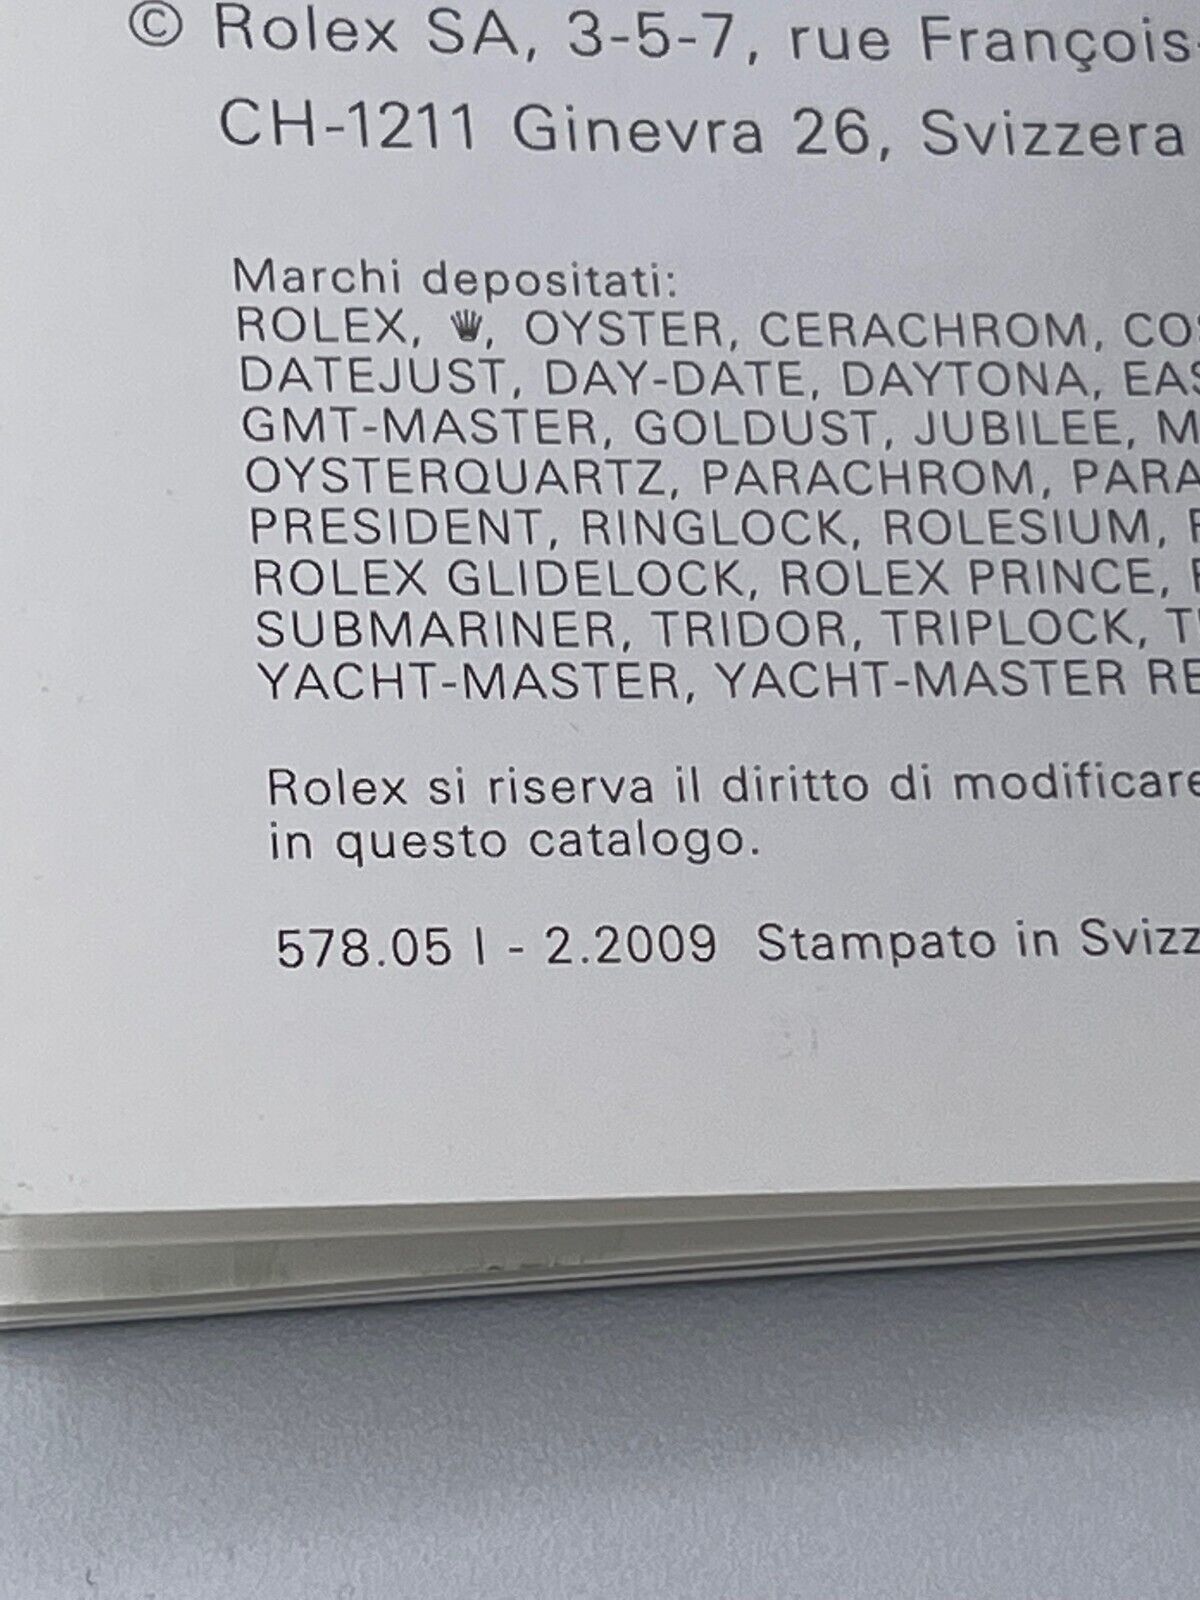 © Rolex SA, 3-5-7, rue François-
CH-1211 Ginevra 26, Svizzera
Marchi depositati:
ROLEX, , OYSTER, CERACHROM,
DATEJUST, DAY-DATE, DAYTONA,
GMT-MASTER, GOLDUST, JUBILEE,
OYSTERQUARTZ, PARACHROM,
PRESIDENT, RINGLOCK, ROLESIUM,
ROLEX GLIDELOCK, ROLEX PRINCE,
SUBMARINER, TRIDOR, TRIPLOCK,
YACHT-MASTER, YACHT-MASTER
Rolex si riserva il diritto di modificare
in questo catalogo.
578.05 I - 2.2009 Stampato in